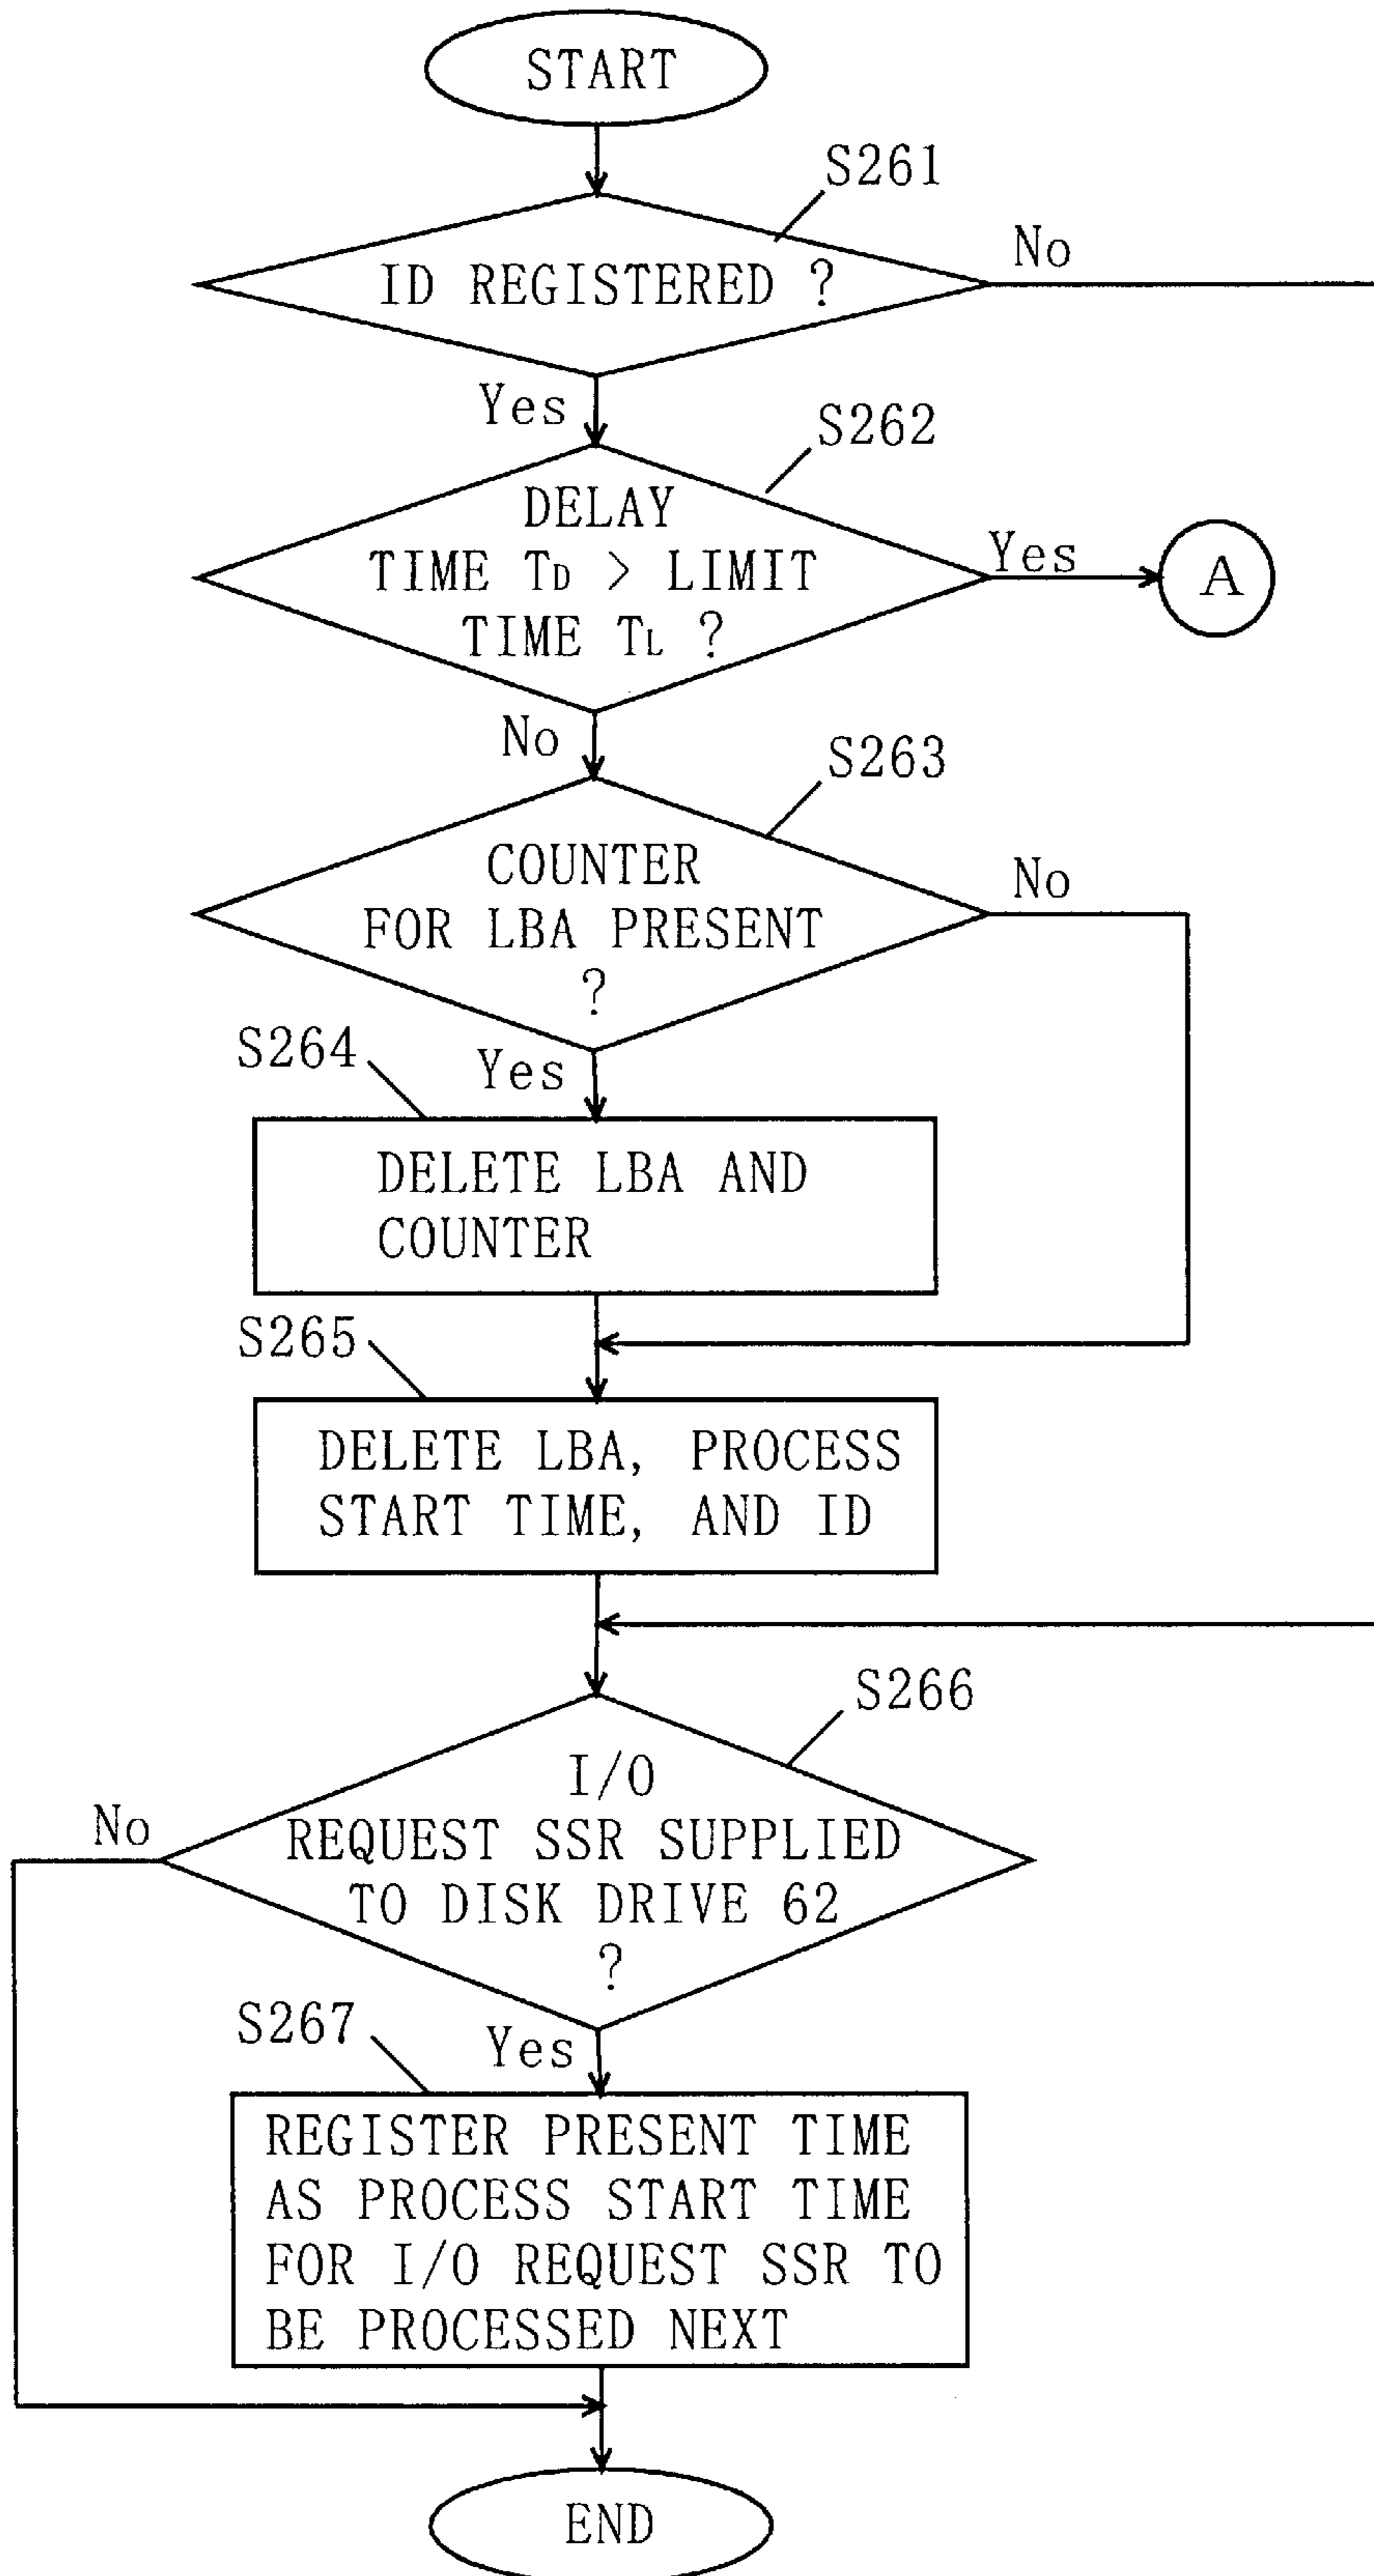 START
S261
ID REGISTERED ?
No
Yes
S262
DELAY
TIME TD > LIMIT
TIME TL ?
Yes
A
No
S263
COUNTER
FOR LBA PRESENT
?
No
S264
Yes
DELETE LBA AND
COUNTER
S265
DELETE LBA, PROCESS
START TIME, AND ID
S266
I/O
REQUEST SSR SUPPLIED
TO DISK DRIVE 62
?
No
S267
Yes
REGISTER PRESENT TIME
AS PROCESS START TIME
FOR I/O REQUEST SSR TO
BE PROCESSED NEXT
END